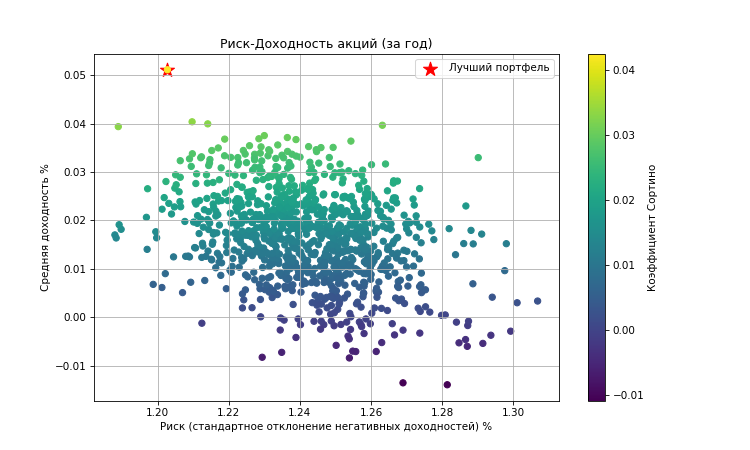 Риск-Доходность акций (за год)
Лучший портфель
Средняя доходность %
0.05
0.04
0.03
0.02
0.01
0.00
−0.01
1.20 1.22 1.24 1.26 1.28 1.30
Риск (стандартное отклонение негативных доходностей) %
0.04
0.03
0.02
0.01
0.00
−0.01
Коэффициент Сортино